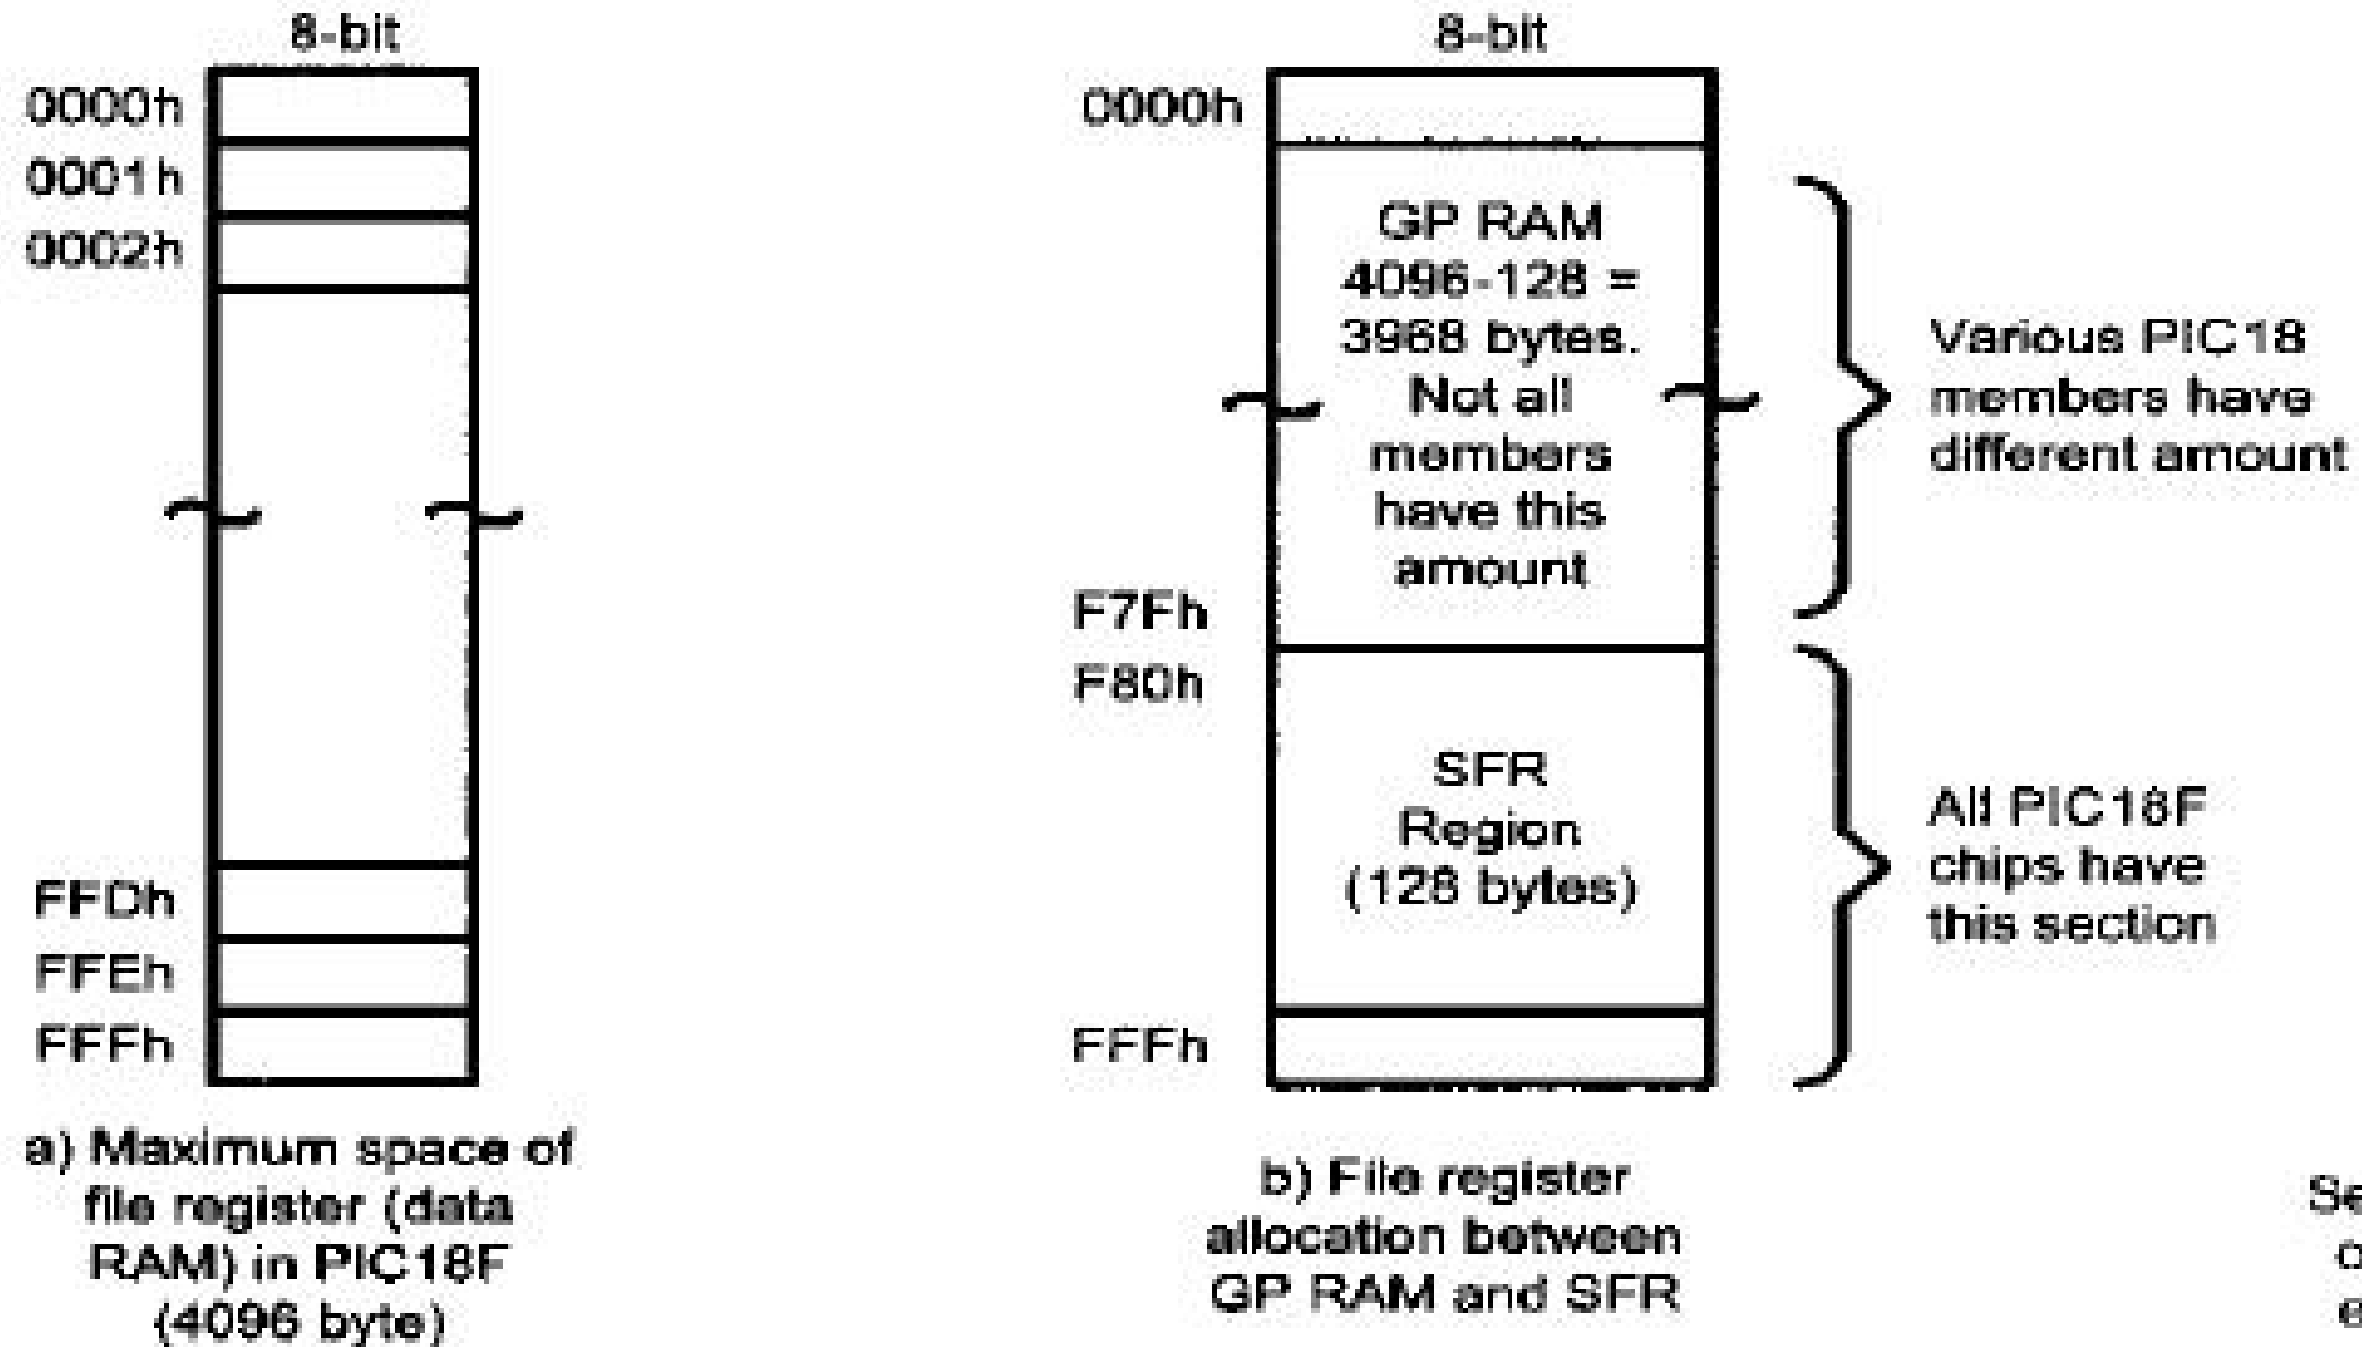 8-bit
0000h
0001h
0002h
FFDh
FFEh
FFFh
a) Maximum space of
file register (data
RAM) in PIC18F
(4096 byte)
8-bit
0000h
GP RAM
4096-128 =
3968 bytes.
Not all
members
have this
amount
F7Fh
F80h
SFR
Region
(128 bytes)
FFFh
Various PIC18
members have
different amount
All PIC18F
chips have
this section
b) File register
allocation between
GP RAM and SFR